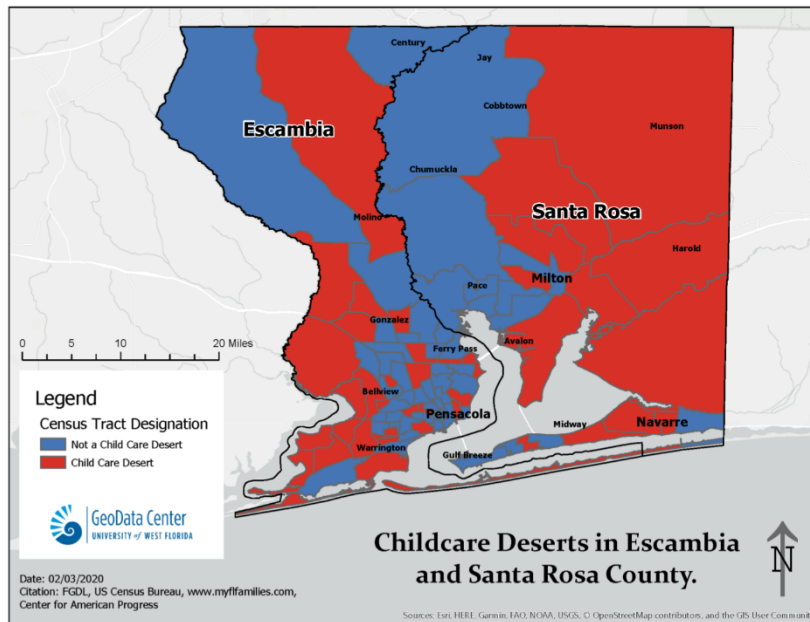 Century
Jay
Cobbtown
Escambia
Munson
Chumuckla
Molino
Santa Rosa
Harold
Milton
Pace
Gonzalez
Ferry Pass
Avalon
0 5 10 20 Miles
Bellview
Pensacola
Midway
Navarre
Warrington
Gulf Breeze
Legend
Census Tract Designation
Not a Child Care Desert
Child Care Desert
GeoData Center
UNIVERSITY of WEST FLORIDA
Childcare Deserts in Escambia
and Santa Rosa County.
N
Date: 02/03/2020
Citation: FGDL, US Census Bureau, www.myflfamilies.com,
Center for American Progress
Sources: Esri, HERE, Garmin, FAO, NOAA, USGS, © OpenStreetMap contributors, and the GIS User Communit